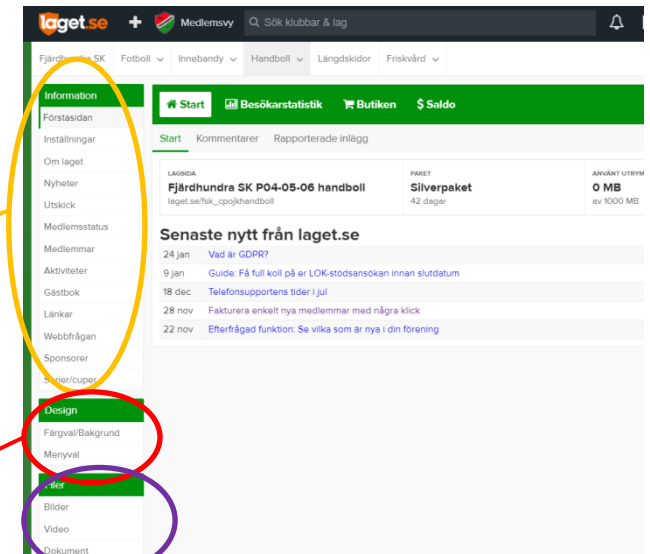 laget.se + Medlemsvy Sök klubbar & lag
Fjärdhundra SK Fotboll Innebandy Handboll Längdskidor Friskvård
Information
Förstasidan
Inställningar
Om laget
Nyheter
Utskick
Medlemsstatus
Medlemmar
Aktiviteter
Gästbok
Länkar
Webbfrågan
Sponsorer
Serier/cuper
Design
Färgval/Bakgrund
Menyval
Filer
Bilder
Video
Dokument
Start Besökarstatistik Butiken $ Saldo
Start Kommentarer Rapporterade inlägg
LAGSIDA
Fjärdhundra SK P04-05-06 handboll
laget.se/fsk_cpojkhandboll
PAKET
Silverpaket
42 dagar
ANVÄNT UTRYM
0 MB
av 1000 MB
Senaste nytt från laget.se
24 jan Vad är GDPR?
9 jan Guide: Få full koll på er LOK-stödsansökan innan slutdatum
18 dec Telefonsupportens tider i jul
28 nov Fakturera enkelt nya medlemmar med några klick
22 nov Efterfrågad funktion: Se vilka som är nya i din förening